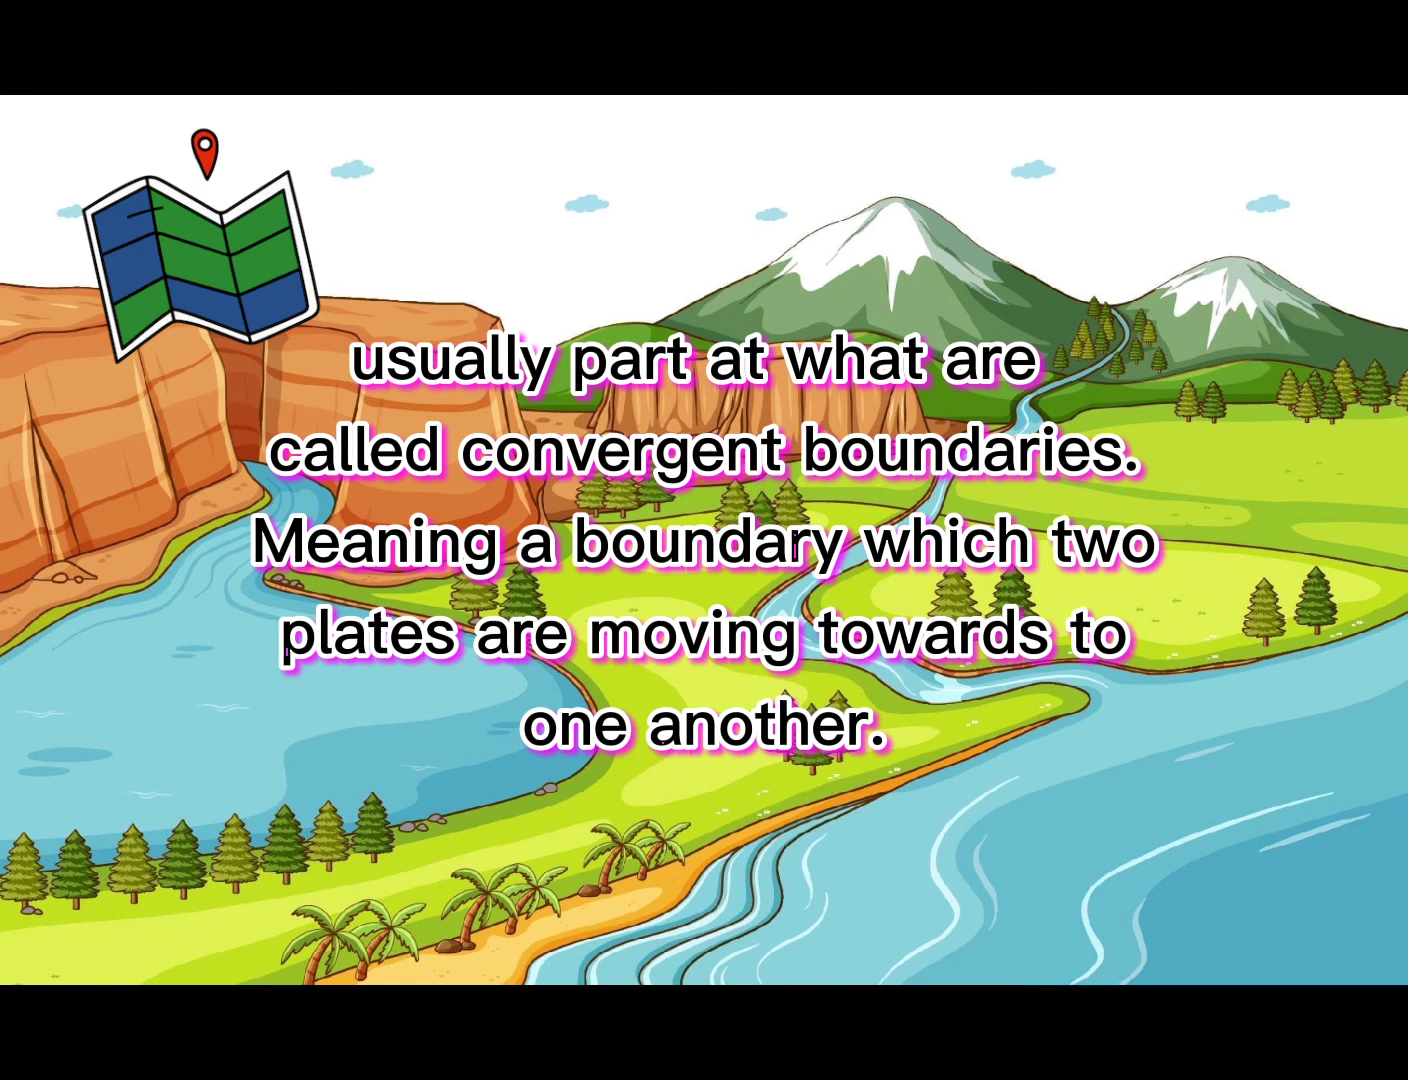 usually part at what are
called convergent boundaries.
Meaning a boundary which two
plates are moving towards to
one another.